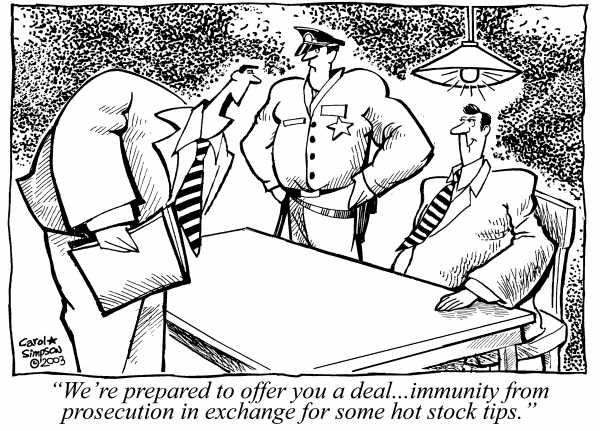 Carol★
Simpson
©2003
“We’re prepared to offer you a deal...immunity from
prosecution in exchange for some hot stock tips.”